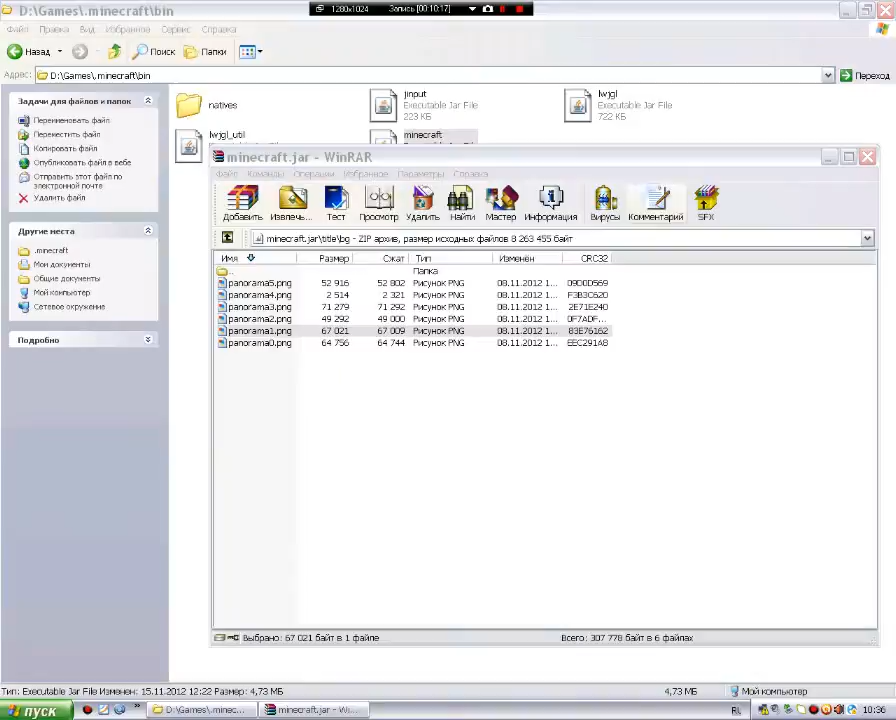 D:\Games\.minecraft\bin
1280x1024 Запись [00:10:17]
Файл Правка Вид Избранное Сервис Справка
Назад Поиск Папки
Адрес: D:\Games\.minecraft\bin Переход
Задачи для файлов и папок
Переименовать файл
Переместить файл
Копировать файл
Опубликовать файл в вебе
Отправить этот файл по
электронной почте
Удалить файл
Другие места
.minecraft
Мои документы
Общие документы
Мой компьютер
Сетевое окружение
Подробно
natives
jinput
Executable Jar File
223 КБ
lwjgl
Executable Jar File
722 КБ
lwjgl_util
minecraft
minecraft.jar - WinRAR
Файл Команды Операции Избранное Параметры Справка
Добавить Извлечь... Тест Просмотр Удалить Найти Мастер Информация Вирусы Комментарий SFX
minecraft.jar\title\bg - ZIP архив, размер исходных файлов 8 263 455 байт
Имя Размер Сжат Тип Изменён CRC32
.. Папка
panorama5.png 52 916 52 802 Рисунок PNG 08.11.2012 1... 09D0D569
panorama4.png 2 514 2 321 Рисунок PNG 08.11.2012 1... F3B3C620
panorama3.png 71 279 71 292 Рисунок PNG 08.11.2012 1... 2E71E240
panorama2.png 49 292 49 000 Рисунок PNG 08.11.2012 1... 0F7ADF...
panorama1.png 67 021 67 009 Рисунок PNG 08.11.2012 1... 83E76162
panorama0.png 64 756 64 744 Рисунок PNG 08.11.2012 1... EEC291A8
Выбрано: 67 021 байт в 1 файле Всего: 307 778 байт в 6 файлах
Тип: Executable Jar File Изменен: 15.11.2012 12:22 Размер: 4,73 МБ 4,73 МБ Мой компьютер
пуск D:\Games\.minec... minecraft.jar - Wi... RL 10:36